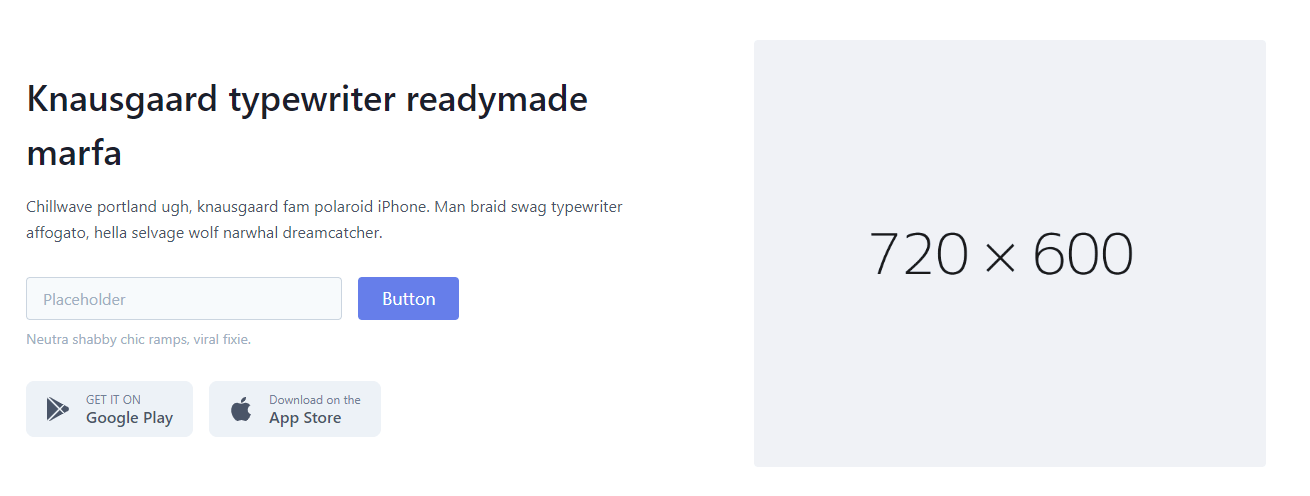 Knausgaard typewriter readymade
marfa
Chillwave portland ugh, knausgaard fam polaroid iPhone. Man braid swag typewriter
affogato, hella selvage wolf narwhal dreamcatcher.
Placeholder
Button
Neutra shabby chic ramps, viral fixie.
GET IT ON
Google Play
Download on the
App Store
720 × 600